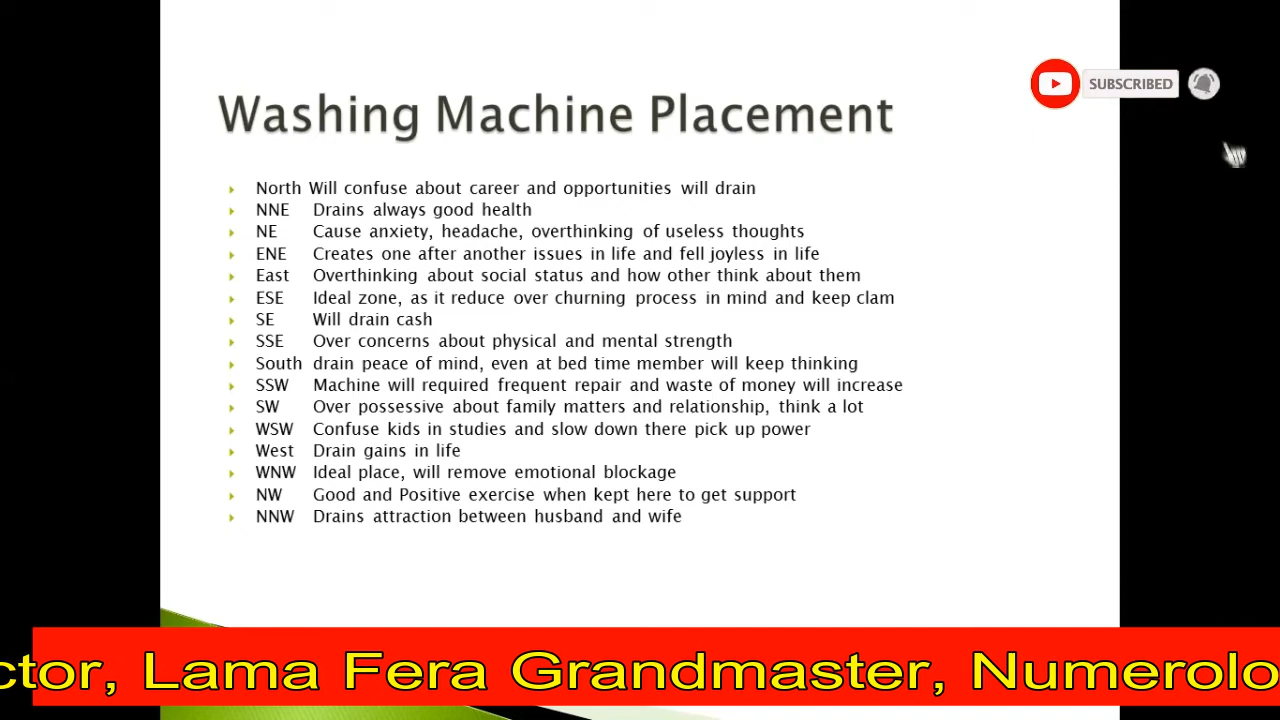 Washing Machine Placement
SUBSCRIBED
North Will confuse about career and opportunities will drain
NNE Drains always good health
NE Cause anxiety, headache, overthinking of useless thoughts
ENE Creates one after another issues in life and fell joyless in life
East Overthinking about social status and how other think about them
ESE Ideal zone, as it reduce over churning process in mind and keep clam
SE Will drain cash
SSE Over concerns about physical and mental strength
South drain peace of mind, even at bed time member will keep thinking
SSW Machine will required frequent repair and waste of money will increase
SW Over possessive about family matters and relationship, think a lot
WSW Confuse kids in studies and slow down there pick up power
West Drain gains in life
WNW Ideal place, will remove emotional blockage
NW Good and Positive exercise when kept here to get support
NNW Drains attraction between husband and wife
ctor, Lama Fera Grandmaster, Numerolo